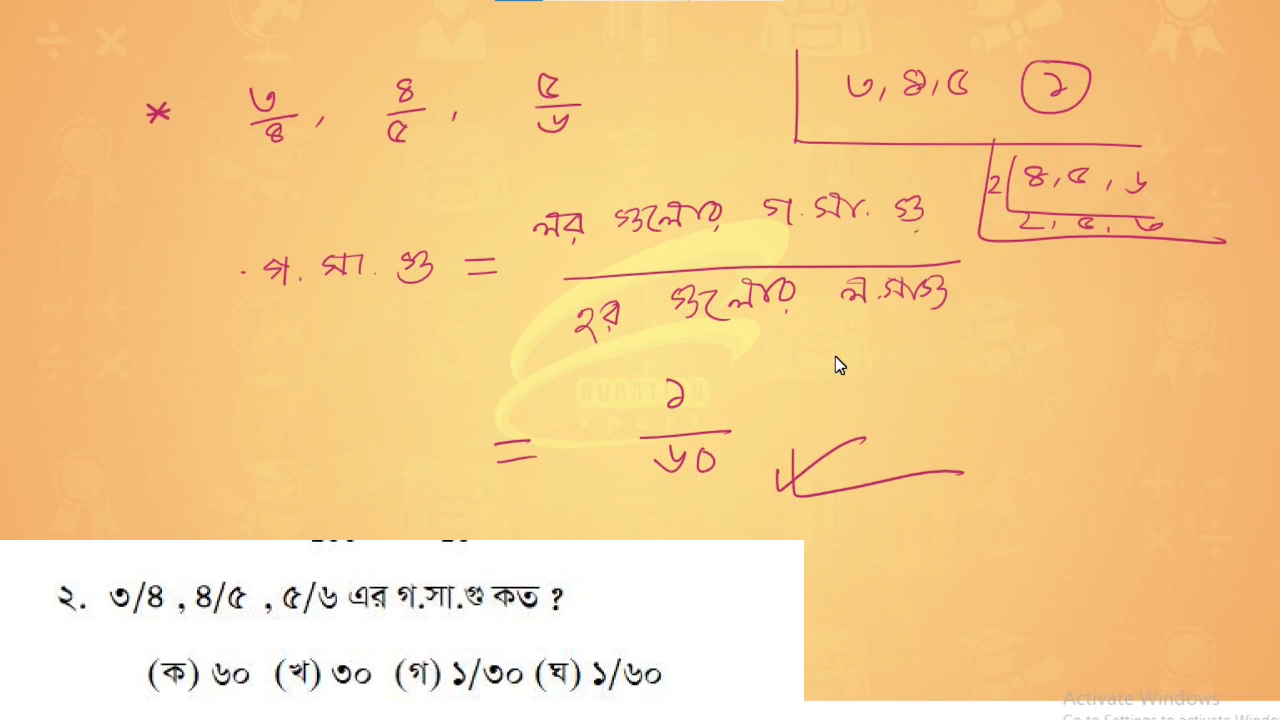 * ৩/৪, ৪/৫, ৫/৬
৩, ৪, ৫ ১
২ ৪, ৫, ৬
২, ৫, ৩
লব গুলোর গ.সা.গু
গ.সা.গু =
হর গুলোর ল.সাগু
= ১/৬০
২. ৩/৪ , ৪/৫ , ৫/৬ এর গ.সা.গু কত ?
(ক) ৬০ (খ) ৩০ (গ) ১/৩০ (ঘ) ১/৬০
Activate Windows